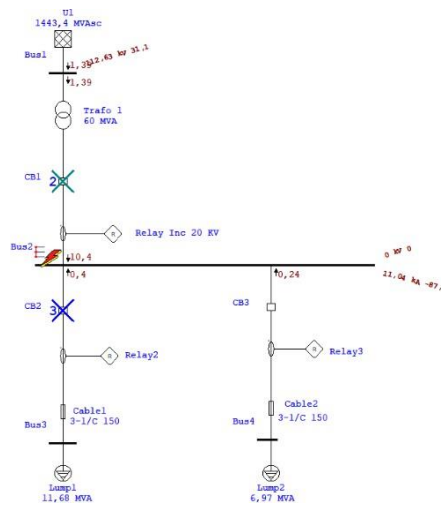 U1
1443,4 MVAsc
Bus1
1,39
112.63 kV 31,1
1,39
Trafo 1
60 MVA
CB1
2
R
Relay Inc 20 KV
Bus2
10,4
0 kV 0
0,4
0,24
11,04 kA -87,
CB2
3
CB3
R
Relay2
R
Relay3
Cable1
3-1/C 150
Cable2
3-1/C 150
Bus3
Bus4
Lump1
11,68 MVA
Lump2
6,97 MVA